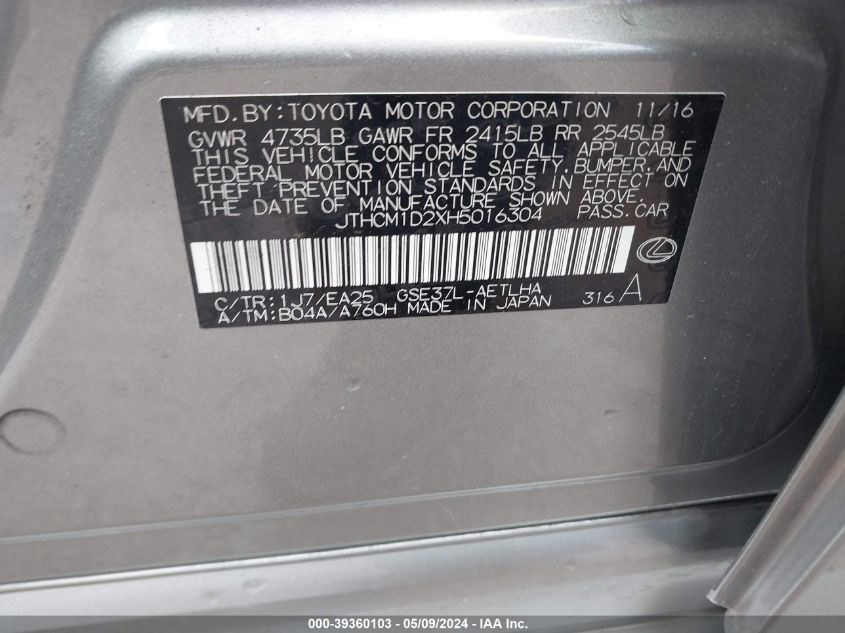 MFD.BY:TOYOTA MOTOR CORPORATION 11/16
GVWR 4735LB GAWR FR 2415LB RR 2545LB
THIS VEHICLE CONFORMS TO ALL APPLICABLE
FEDERAL MOTOR VEHICLE SAFETY,BUMPER,AND
THEFT PREVENTION STANDARDS IN EFFECT ON
THE DATE OF MANUFACTURE SHOWN ABOVE.
JTHCM1D2XH5016304 PASS.CAR
C/TR:1J7/EA25 GSE37L-AETLHA
A/TM:B04A/A760H MADE IN JAPAN 316 A
000-39360103 - 05/09/2024 - IAA Inc.